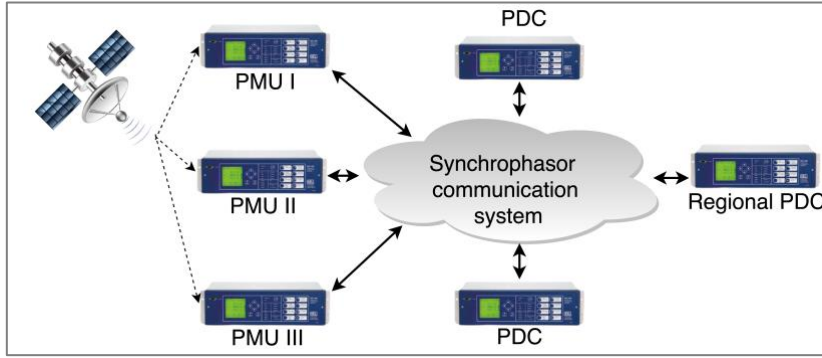 PDC
PMU I
PMU II
Synchrophasor
communication
system
Regional PDC
PMU III
PDC